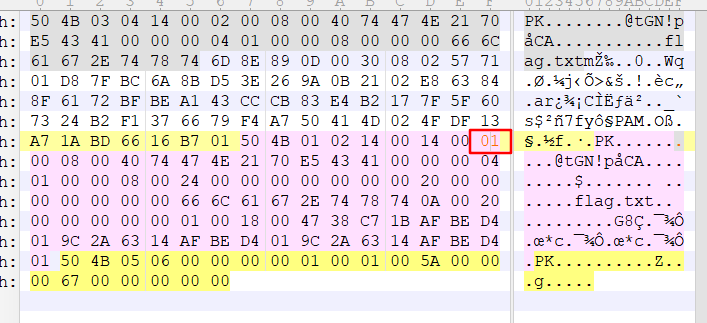 0 1 2 3 4 5 6 7 8 9 A B C D E F 0123456789ABCDEF
h: 50 4B 03 04 14 00 02 00 08 00 40 74 47 4E 21 70 PK........@tGN!p
h: E5 43 41 00 00 00 04 01 00 00 08 00 00 00 66 6C åCA...........fl
h: 61 67 2E 74 78 74 6D 8E 89 0D 00 30 08 02 57 71 ag.txtmŽ‰..0..Wq
h: 01 D8 7F BC 6A 8B D5 3E 26 9A 0B 21 02 E8 63 84 .Ø.¼j‹Õ>&š.!.èc„
h: 8F 61 72 BF BE A1 43 CC CB 83 E4 B2 17 7F 5F 60 .ar¿¾¡CÌËƒä².._`
h: 73 24 B2 F1 37 66 79 F4 A7 50 41 4D 02 4F DF 13 s$²ñ7fyô§PAM.Oß.
h: A7 1A BD 66 16 B7 01 50 4B 01 02 14 00 14 00 01 §.½f.·.PK.......
h: 00 08 00 40 74 47 4E 21 70 E5 43 41 00 00 00 04 ...@tGN!påCA....
h: 01 00 00 08 00 24 00 00 00 00 00 00 00 20 00 00 .....$....... ..
h: 00 00 00 00 00 66 6C 61 67 2E 74 78 74 0A 00 20 .....flag.txt..
h: 00 00 00 00 00 01 00 18 00 47 38 C7 1B AF BE D4 .........G8Ç.¯¾Ô
h: 01 9C 2A 63 14 AF BE D4 01 9C 2A 63 14 AF BE D4 .œ*c.¯¾Ô.œ*c.¯¾Ô
h: 01 50 4B 05 06 00 00 00 00 01 00 01 00 5A 00 00 .PK..........Z..
h: 00 67 00 00 00 00 00 .g.....